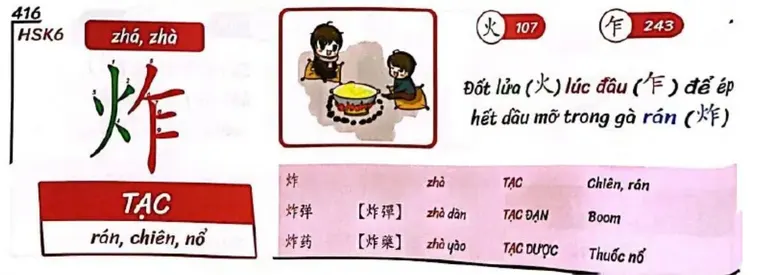 416
HSK6
zhá, zhà
炸
TẠC
rán, chiên, nổ
火 107
乍 243
Đốt lửa (火) lúc đầu (乍) để ép
hết dầu mỡ trong gà rán (炸)
炸 zhà TẠC Chiên, rán
炸弹 【炸彈】 zhà dàn TẠC ĐẠN Boom
炸药 【炸藥】 zhà yào TẠC DƯỢC Thuốc nổ